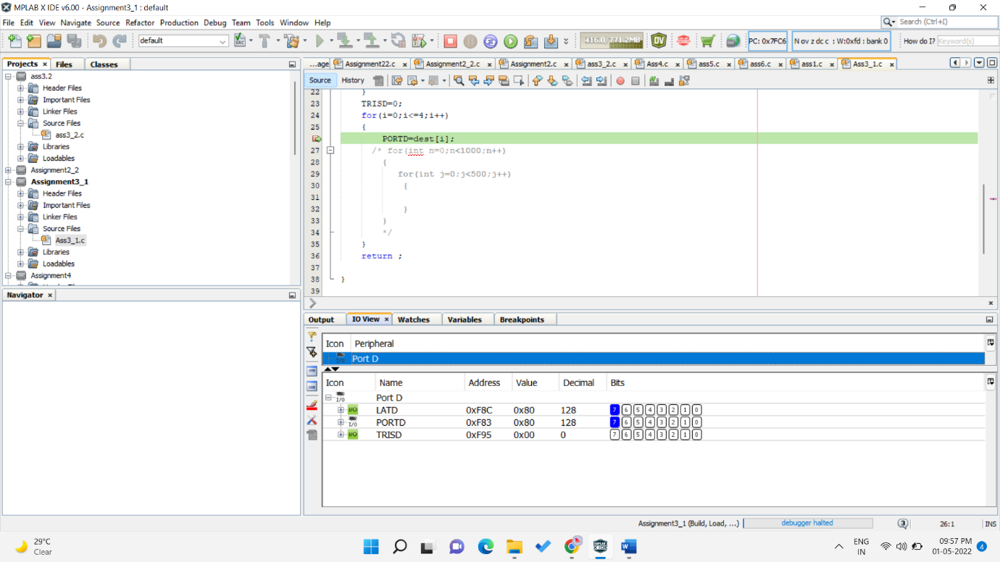 MPLAB X IDE v6.00 - Assignment3_1 : default
File Edit View Navigate Source Refactor Production Debug Team Tools Window Help
Search (Ctrl+I)
default
416.0/771.2MB
PC: 0x7FC6
N ov z dc c : W:0xfd : bank 0
How do I?
Keyword(s)
Projects × Files Classes
...age Assignment22.c × Assignment2_2.c × Assignment2.c × ass3_2.c × Ass4.c × ass5.c × ass6.c × ass1.c × Ass3_1.c ×
Source History
ass3.2
Header Files
Important Files
Linker Files
Source Files
ass3_2.c
Libraries
Loadables
Assignment2_2
Assignment3_1
Header Files
Important Files
Linker Files
Source Files
Ass3_1.c
Libraries
Loadables
Assignment4
Navigator ×
22 }
23 TRISD=0;
24 for(i=0;i<=4;i++)
25 {
PORTD=dest[i];
27 /* for(int n=0;n<1000;n++)
28 {
29 for(int j=0;j<500;j++)
30 {
31
32 }
33 }
34 */
35 }
36 return ;
37
38 }
39
Output IO View × Watches Variables Breakpoints
Icon Peripheral
Port D
Icon Name Address Value Decimal Bits
Port D
LATD 0xF8C 0x80 128 7 6 5 4 3 2 1 0
PORTD 0xF83 0x80 128 7 6 5 4 3 2 1 0
TRISD 0xF95 0x00 0 7 6 5 4 3 2 1 0
Assignment3_1 (Build, Load, ...) debugger halted 3 26:1 INS
29°C
Clear
ENG
IN
09:57 PM
01-05-2022
4